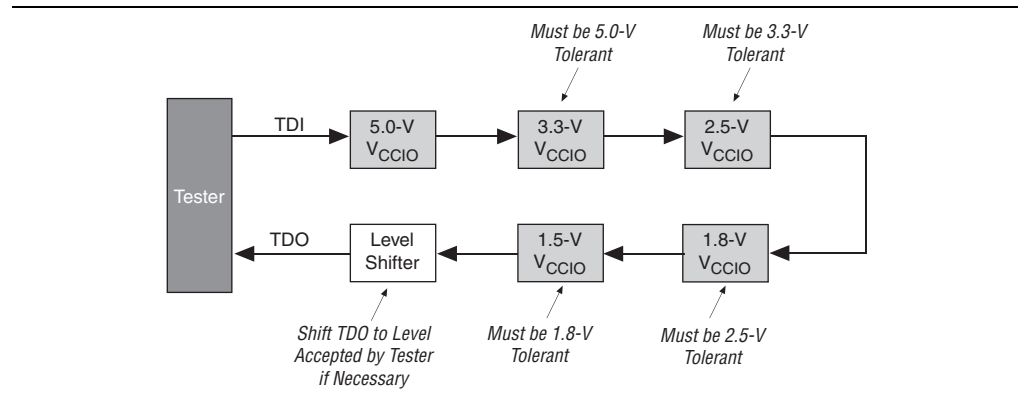 Must be 5.0-V
Tolerant
Must be 3.3-V
Tolerant
TDI
5.0-V
VCCIO
3.3-V
VCCIO
2.5-V
VCCIO
Tester
TDO
Level
Shifter
1.5-V
VCCIO
1.8-V
VCCIO
Shift TDO to Level
Accepted by Tester
if Necessary
Must be 1.8-V
Tolerant
Must be 2.5-V
Tolerant